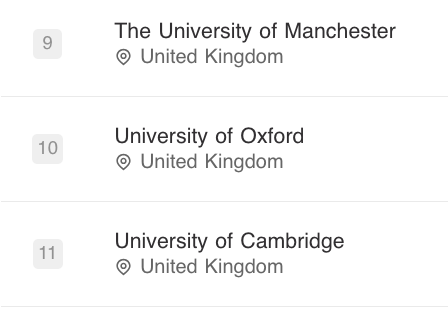 9
The University of Manchester
United Kingdom
10
University of Oxford
United Kingdom
11
University of Cambridge
United Kingdom